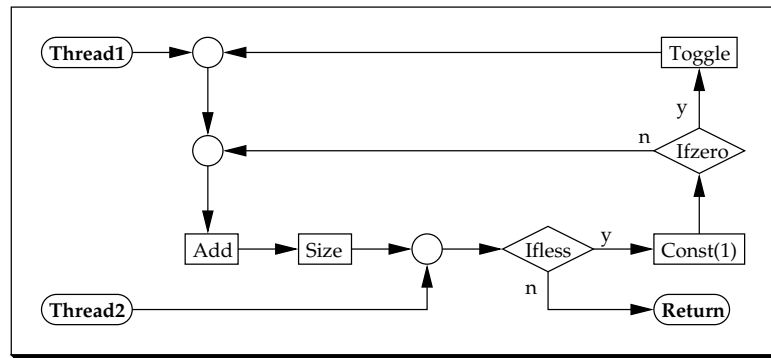 Thread1
Toggle
y
n
Ifzero
Add
Size
Ifless
y
Const(1)
n
Thread2
Return